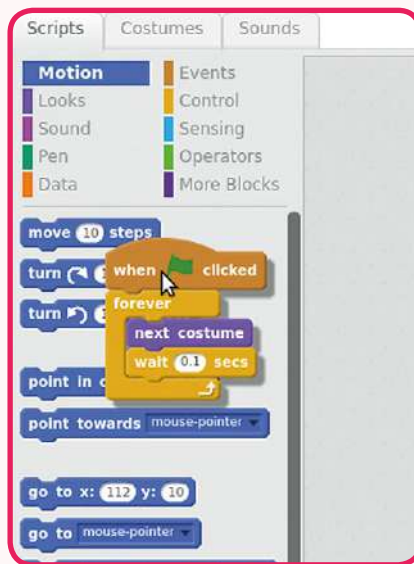 Scripts Costumes Sounds
Motion Events
Looks Control
Sound Sensing
Pen Operators
Data More Blocks
move 10 steps
turn
when clicked
forever
turn
next costume
wait 0.1 secs
point in
point towards mouse-pointer
go to x: 112 y: 10
go to mouse-pointer